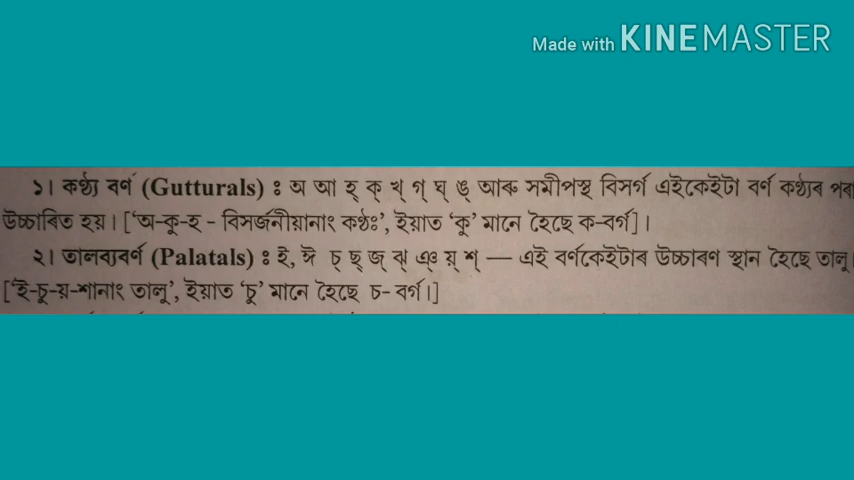 Made with KINEMASTER
১। কণ্ঠ্য বৰ্ণ (Gutturals) ঃ অ আ হ্ ক্ খ্ গ্ ঘ্ ঙ্ আৰু সমীপস্থ বিসৰ্গ এইকেইটা বৰ্ণ কণ্ঠ্যৰ পৰা
উচ্চাৰিত হয়। [‘অ-কু-হ - বিসৰ্জনীয়ানাং কণ্ঠঃ’, ইয়াত ‘কু’ মানে হৈছে ক-বৰ্গ]।
২। তালব্যবৰ্ণ (Palatals) ঃ ই, ঈ চ্ ছ্ জ্ ঝ্ ঞ্ য়্ শ্ — এই বৰ্ণকেইটাৰ উচ্চাৰণ স্থান হৈছে তালু।
[‘ই-চু-য়-শানাং তালু’, ইয়াত ‘চু’ মানে হৈছে চ- বৰ্গ।]